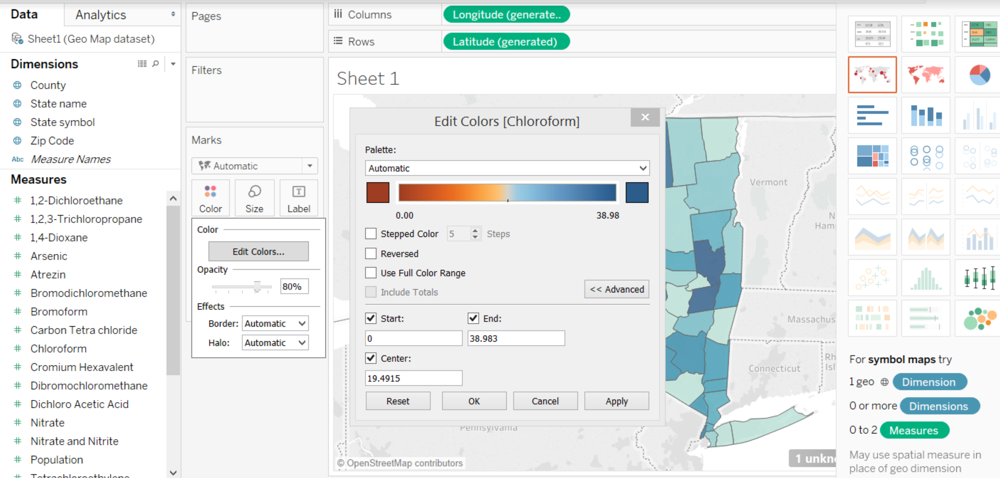 Data
Analytics
Sheet1 (Geo Map dataset)
Dimensions
County
State name
State symbol
Zip Code
Abc Measure Names
Measures
# 1,2-Dichloroethane
# 1,2,3-Trichloropropane
# 1,4-Dioxane
# Arsenic
# Atrezin
# Bromodichloromethane
# Bromoform
# Carbon Tetra chloride
# Chloroform
# Cromium Hexavalent
# Dibromochloromethane
# Dichloro Acetic Acid
# Nitrate
# Nitrate and Nitrite
# Population
Pages
Filters
Marks
Automatic
Color
Size
T
Label
Color
Edit Colors...
Opacity
80%
Effects
Border: Automatic
Halo: Automatic
Columns
Longitude (generate..
Rows
Latitude (generated)
Sheet 1
Edit Colors [Chloroform]
Palette:
Automatic
0.00
38.98
Stepped Color 5 Steps
Reversed
Use Full Color Range
Include Totals
<< Advanced
Start:
End:
0
38.983
Center:
19.4915
Reset
OK
Cancel
Apply
Vermont
N
Ham
Massachus
Connecticut
Rh
Isl
Pennsylvania
© OpenStreetMap contributors
1 unkn
For symbol maps try
1 geo Dimension
0 or more Dimensions
0 to 2 Measures
May use spatial measure in
place of geo dimension